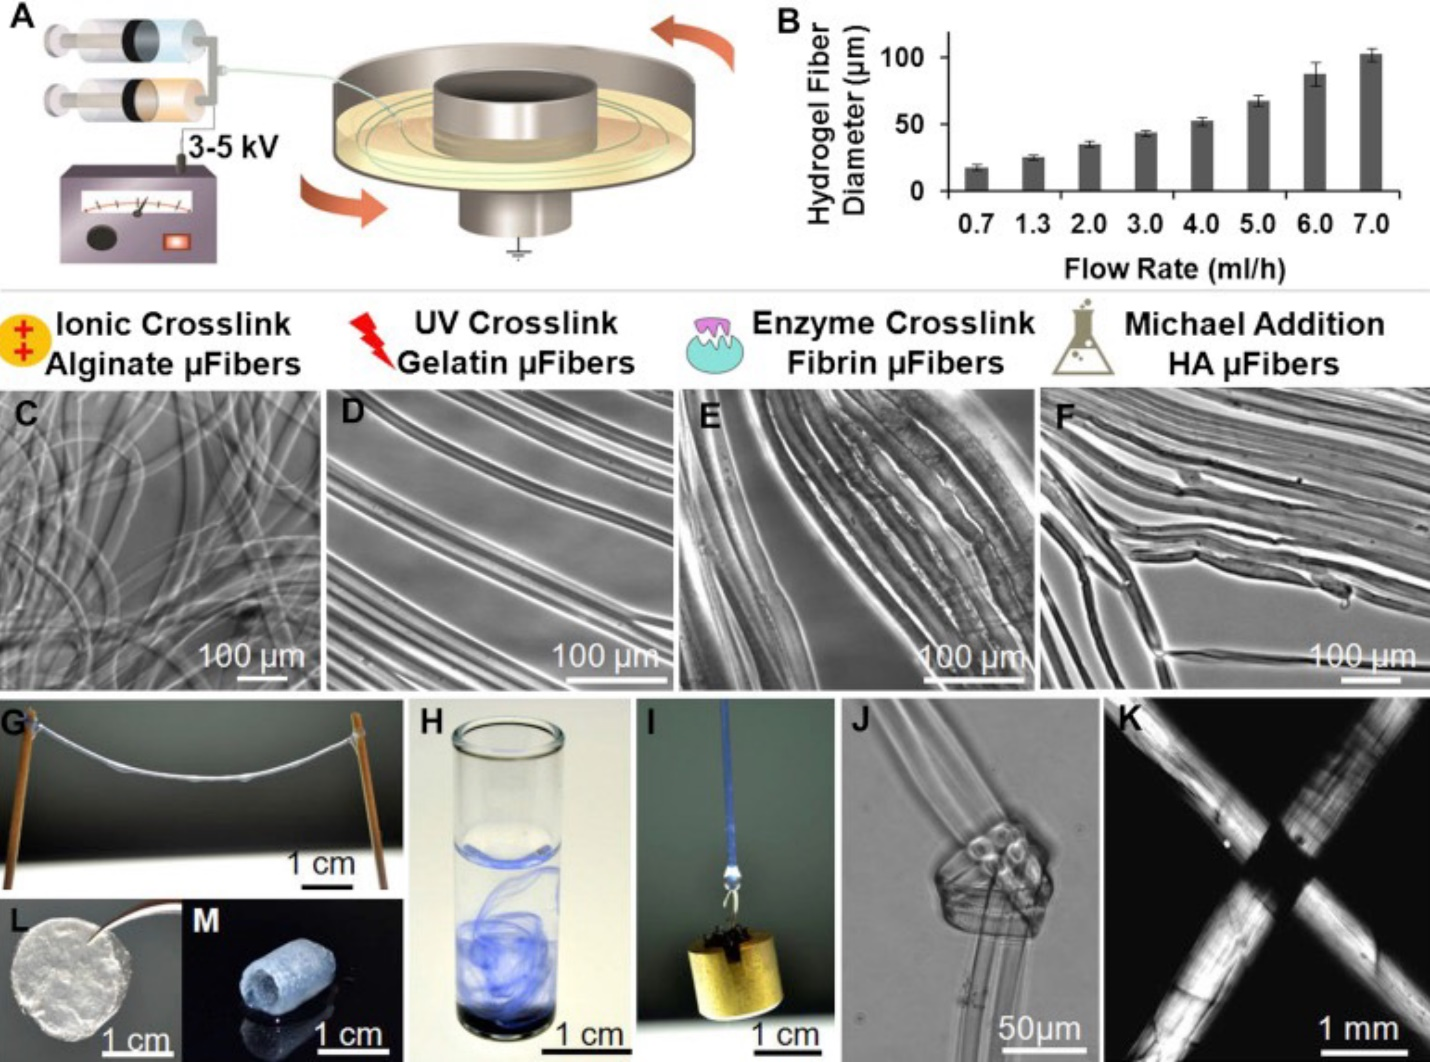 A
3-5 kV
B
Hydrogel Fiber
Diameter (µm)
100
50
0
0.7 1.3 2.0 3.0 4.0 5.0 6.0 7.0
Flow Rate (ml/h)
Ionic Crosslink
Alginate µFibers
UV Crosslink
Gelatin µFibers
Enzyme Crosslink
Fibrin µFibers
Michael Addition
HA µFibers
C
100 µm
D
100 µm
E
100 µm
F
100 µm
G
1 cm
H
1 cm
I
1 cm
J
50µm
K
1 mm
L
1 cm
M
1 cm